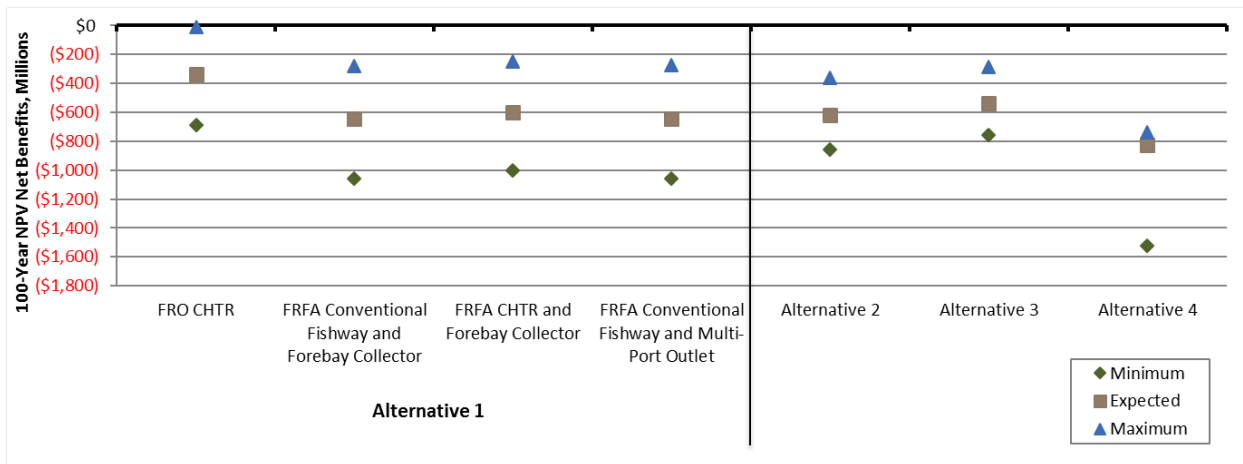 100-Year NPV Net Benefits, Millions
$0
($200)
($400)
($600)
($800)
($1,000)
($1,200)
($1,400)
($1,600)
($1,800)
FRO CHTR
FRFA Conventional
Fishway and
Forebay Collector
FRFA CHTR and
Forebay Collector
FRFA Conventional
Fishway and Multi-
Port Outlet
Alternative 2
Alternative 3
Alternative 4
Alternative 1
Minimum
Expected
Maximum